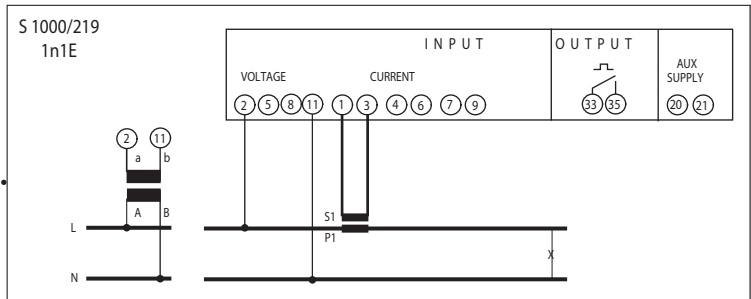 S 1000/219
1n1E
INPUT
OUTPUT
AUX
SUPPLY
VOLTAGE
CURRENT
2 5 8 11 1 3 4 6 7 9
33 35
20 21
2 11
a b
A B
S1
P1
L
N
X